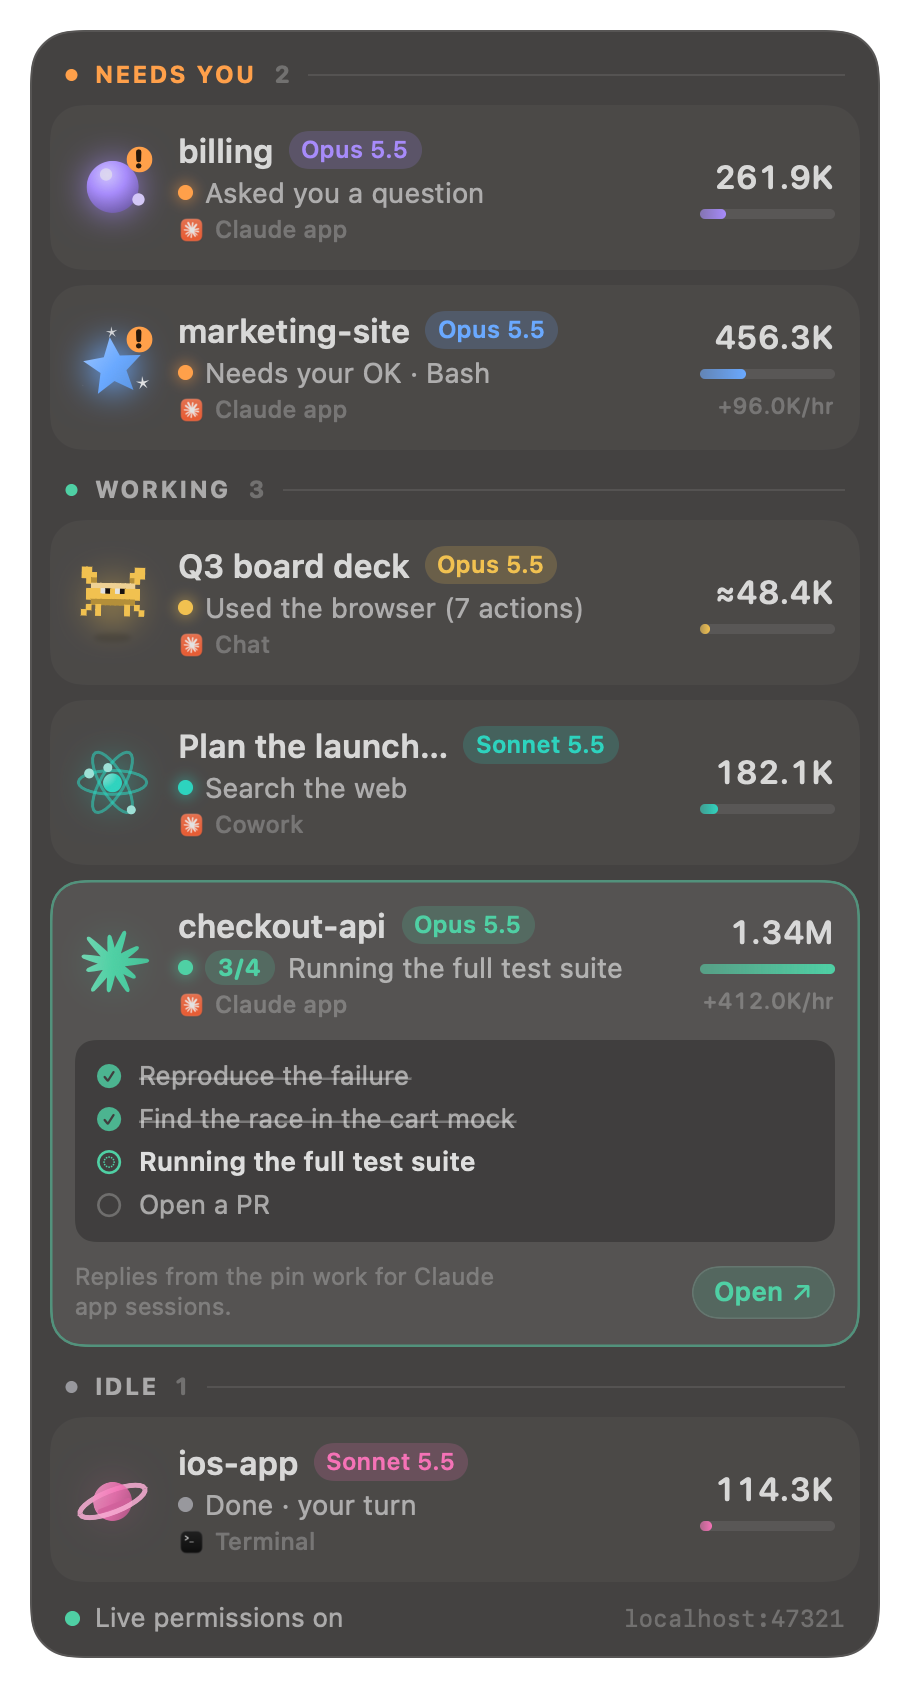 NEEDS YOU 2
billing Opus 5.5
261.9K
Asked you a question
Claude app
marketing-site Opus 5.5
456.3K
Needs your OK · Bash
Claude app
+96.0K/hr
WORKING 3
Q3 board deck Opus 5.5
≈48.4K
Used the browser (7 actions)
Chat
Plan the launch... Sonnet 5.5
182.1K
Search the web
Cowork
checkout-api Opus 5.5
1.34M
3/4 Running the full test suite
Claude app
+412.0K/hr
Reproduce the failure
Find the race in the cart mock
Running the full test suite
Open a PR
Replies from the pin work for Claude
app sessions.
Open ↗
IDLE 1
ios-app Sonnet 5.5
114.3K
Done · your turn
Terminal
Live permissions on
localhost:47321